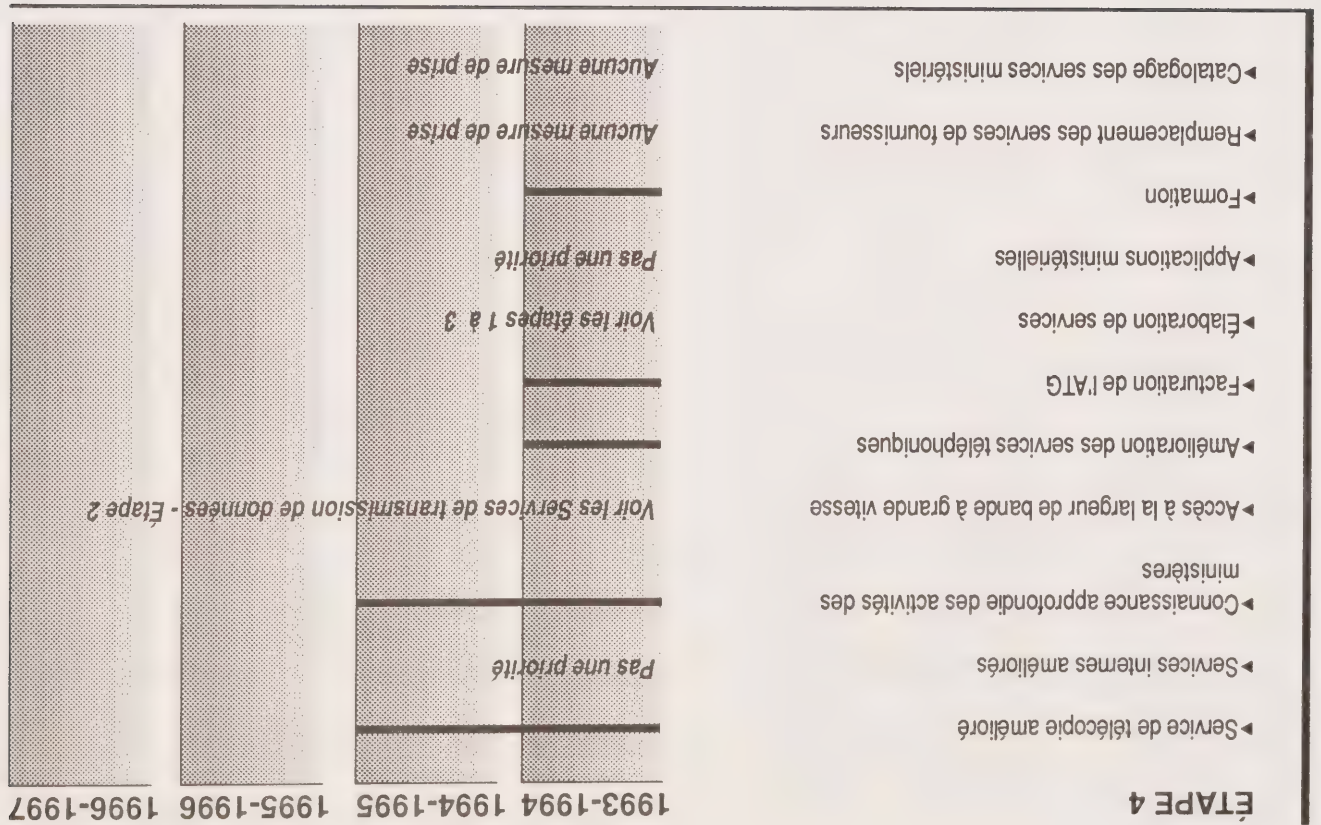 ÉTAPE 4 1993-1994 1994-1995 1995-1996 1996-1997
▸Service de télécopie amélioré
▸Services internes améliorés Pas une priorité
▸Connaissance approfondie des activités des
ministères
▸Accès à la largeur de bande à grande vitesse Voir les Services de transmission de données - Étape 2
▸Amélioration des services téléphoniques
▸Facturation de l'ATG
▸Élaboration de services Voir les étapes 1 à 3
▸Applications ministérielles Pas une priorité
▸Formation
▸Remplacement des services de fournisseurs Aucune mesure de prise
▸Catalogage des services ministériels Aucune mesure de prise